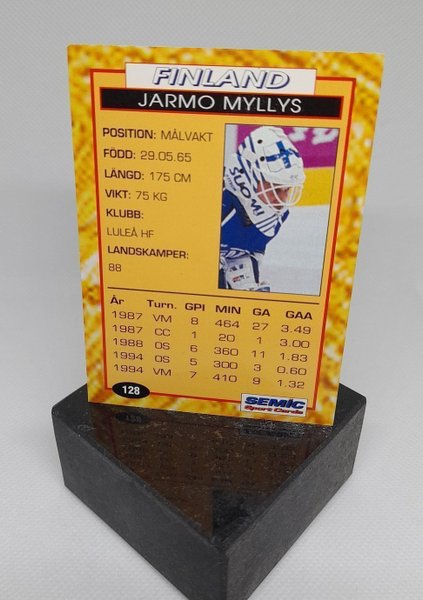 FINLAND
JARMO MYLLYS
POSITION: MÅLVAKT
FÖDD: 29.05.65
LÄNGD: 175 CM
VIKT: 75 KG
KLUBB:
LULEÅ HF
LANDSKAMPER:
88
SUOMI
År Turn. GPI MIN GA GAA
1987 VM 8 464 27 3.49
1987 CC 1 20 1 3.00
1988 OS 6 360 11 1.83
1994 OS 5 300 3 0.60
1994 VM 7 410 9 1.32
128
SEMIC
Sport Cards